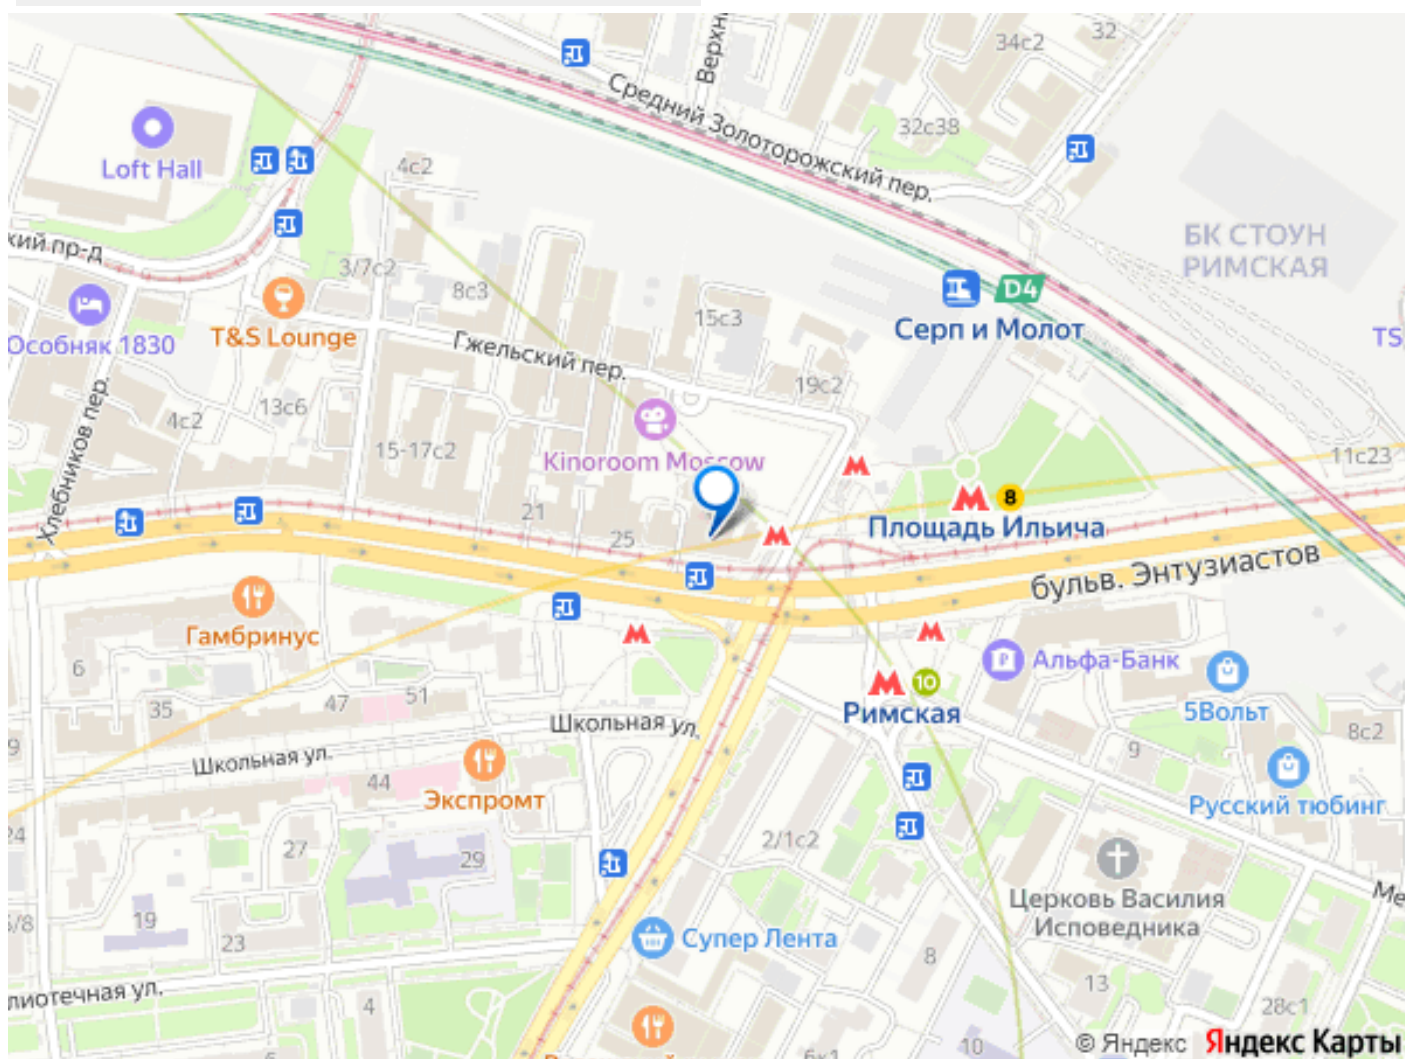 34с2
32
Верхн
Средний Золоторожский пер.
32с38
Loft Hall
4с2
кий пр-д
БК СТОУН
РИМСКАЯ
3/7с2
8с3
D4
Серп и Молот
15с3
T&S Lounge
Особняк 1830
Гжельский пер.
TS
19с2
13с6
4с2
Хлебников пер.
15-17с2
Kinoroom Moscow
11с23
8
Площадь Ильича
21
25
бульв. Энтузиастов
Гамбринус
6
Альфа-Банк
10
Римская
5Вольт
51
47
35
Школьная ул.
8с2
9
9
Школьная ул.
44
Экспромт
Русский тюбинг
24
27
29
2/1с2
Церковь Василия
Исповедника
Ме
5/8
19
23
Супер Лента
8
13
лиотечная ул.
4
28с1
10
6к1
© Яндекс Яндекс Карты